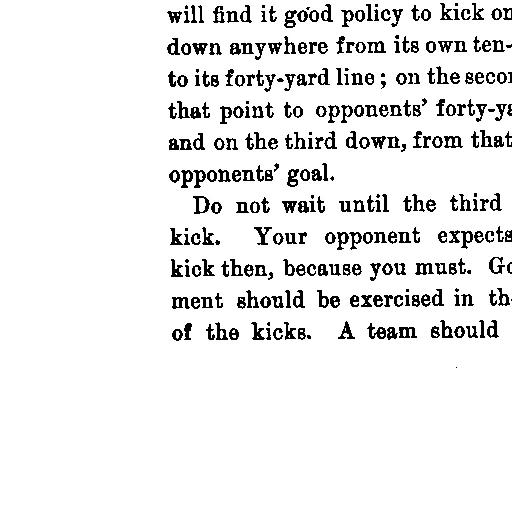 will find it good policy to kick on
down anywhere from its own ten-
to its forty-yard line; on the secon
that point to opponents' forty-ya
and on the third down, from that
opponents' goal.
Do not wait until the third
kick. Your opponent expects
kick then, because you must. Go
ment should be exercised in th
of the kicks. A team should